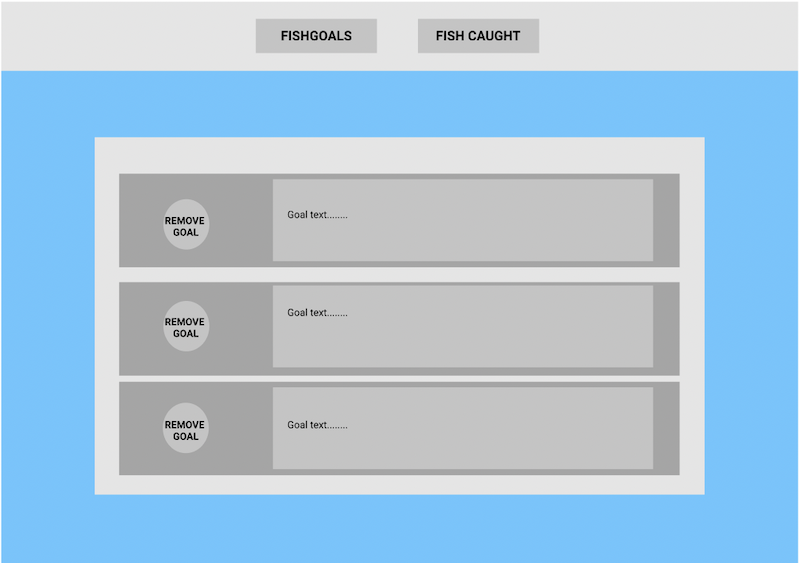 FISHGOALS FISH CAUGHT
REMOVE
GOAL
Goal text........
REMOVE
GOAL
Goal text........
REMOVE
GOAL
Goal text........